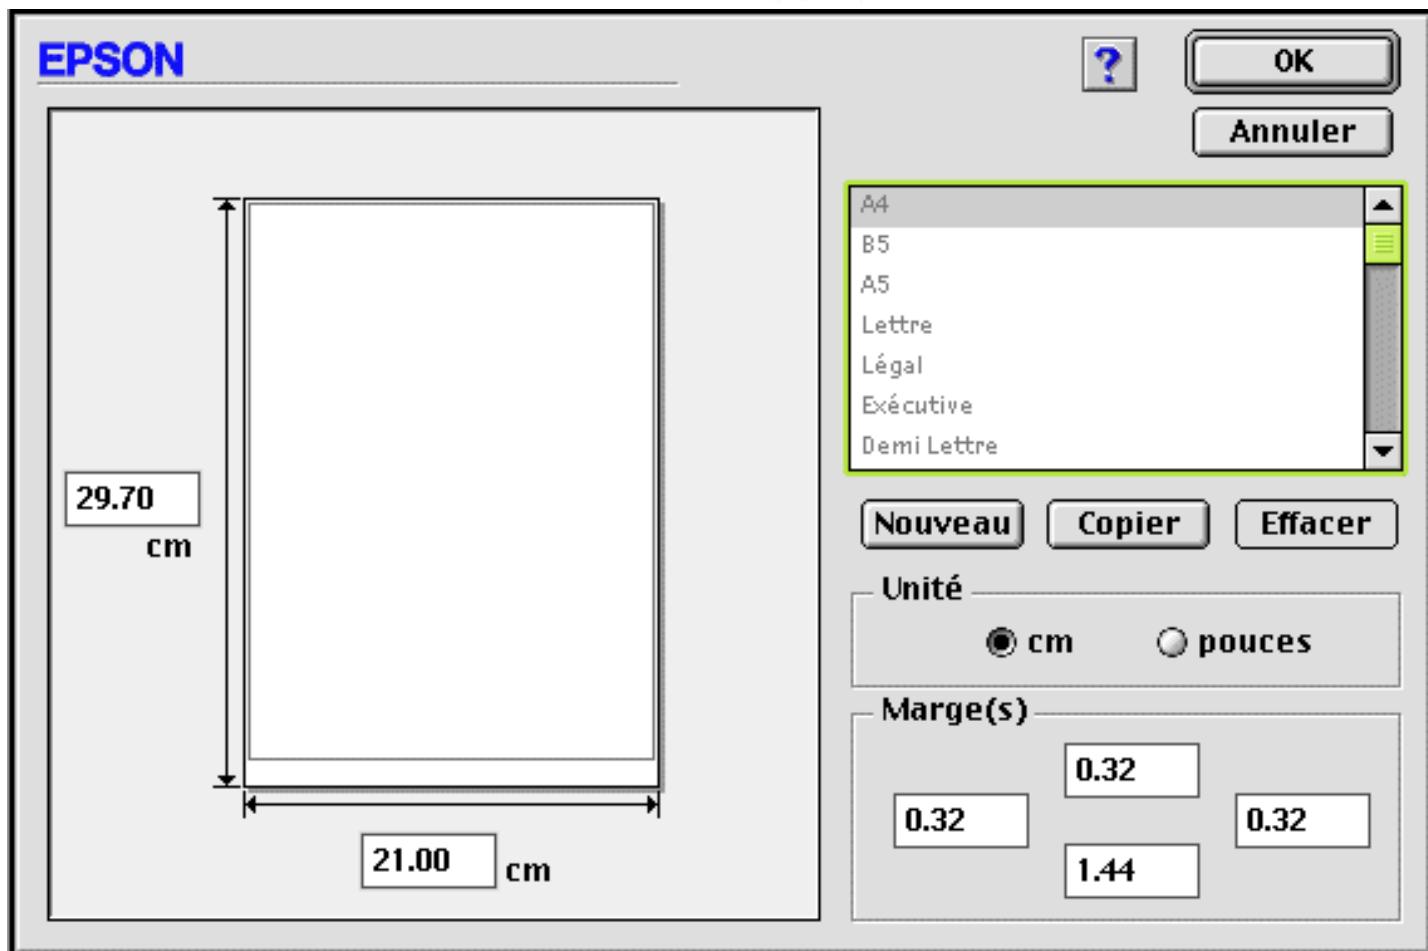 EPSON
?
OK
Annuler
A4
B5
A5
Lettre
Légal
Exécutive
Demi Lettre
29.70
cm
21.00 cm
Nouveau Copier Effacer
Unité
cm pouces
Marge(s)
0.32
0.32 0.32
1.44